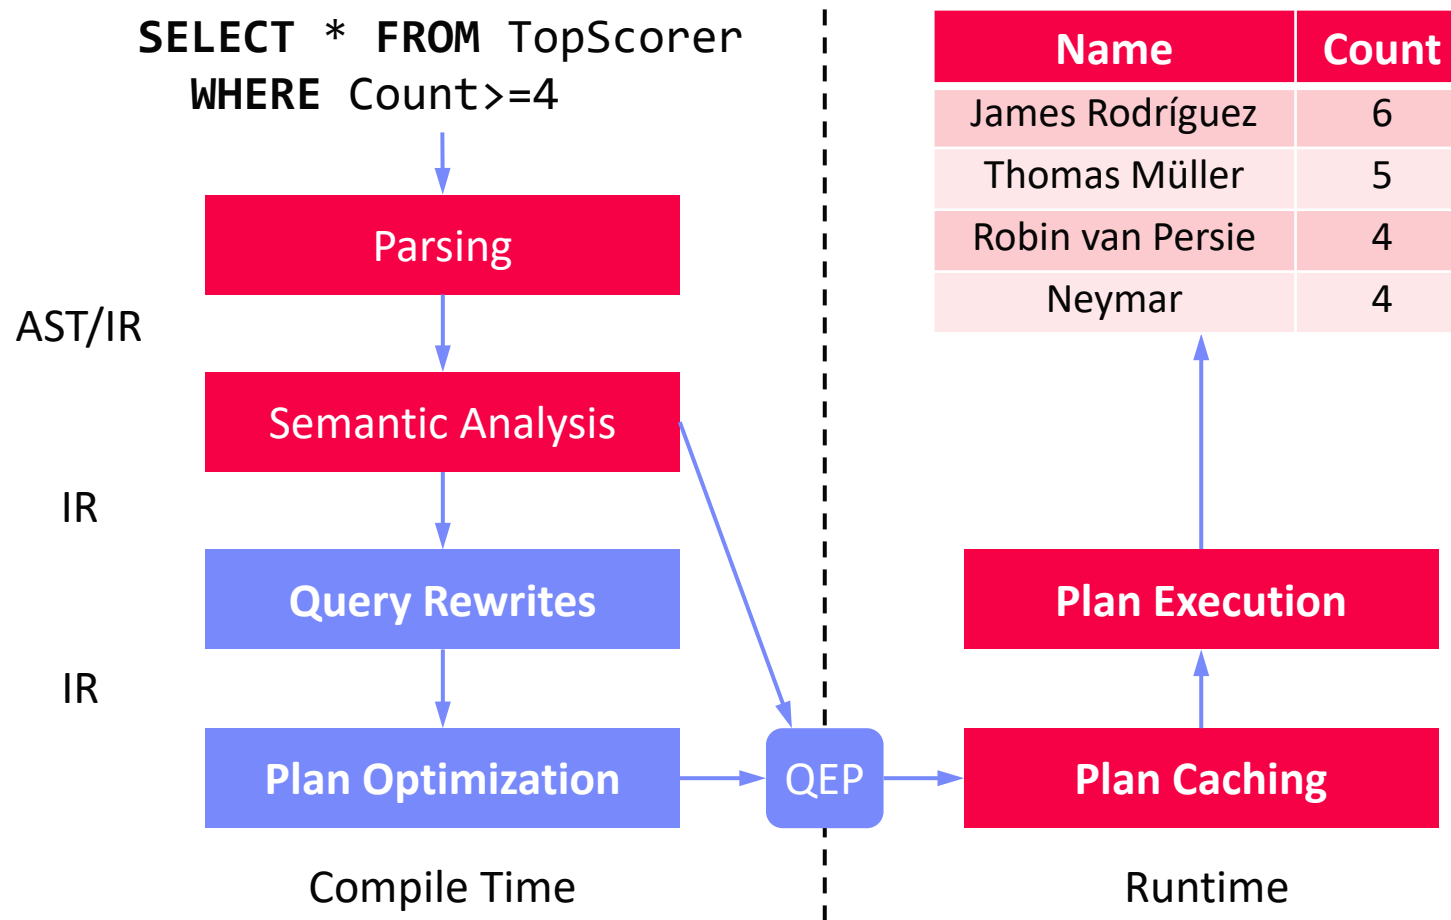 SELECT * FROM TopScorer
WHERE Count>=4
Parsing
AST/IR
Semantic Analysis
IR
Query Rewrites
IR
Plan Optimization
Compile Time
QEP
Name Count
James Rodríguez 6
Thomas Müller 5
Robin van Persie 4
Neymar 4
Plan Execution
Plan Caching
Runtime